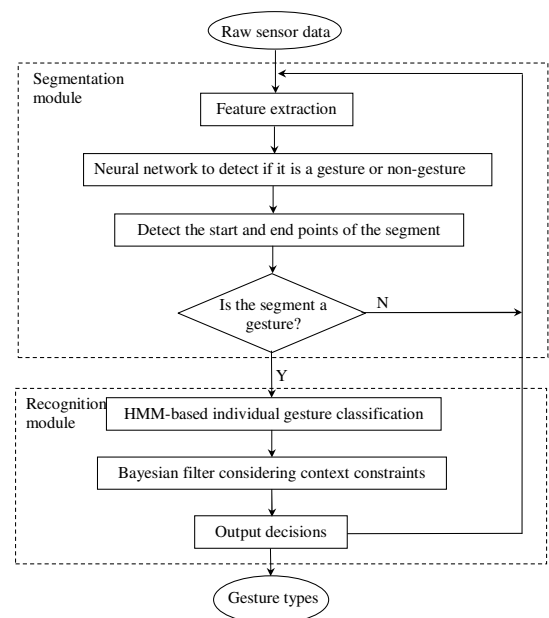 Raw sensor data
Segmentation
module
Feature extraction
Neural network to detect if it is a gesture or non-gesture
Detect the start and end points of the segment
Is the segment a
gesture?
N
Y
Recognition
module
HMM-based individual gesture classification
Bayesian filter considering context constraints
Output decisions
Gesture types